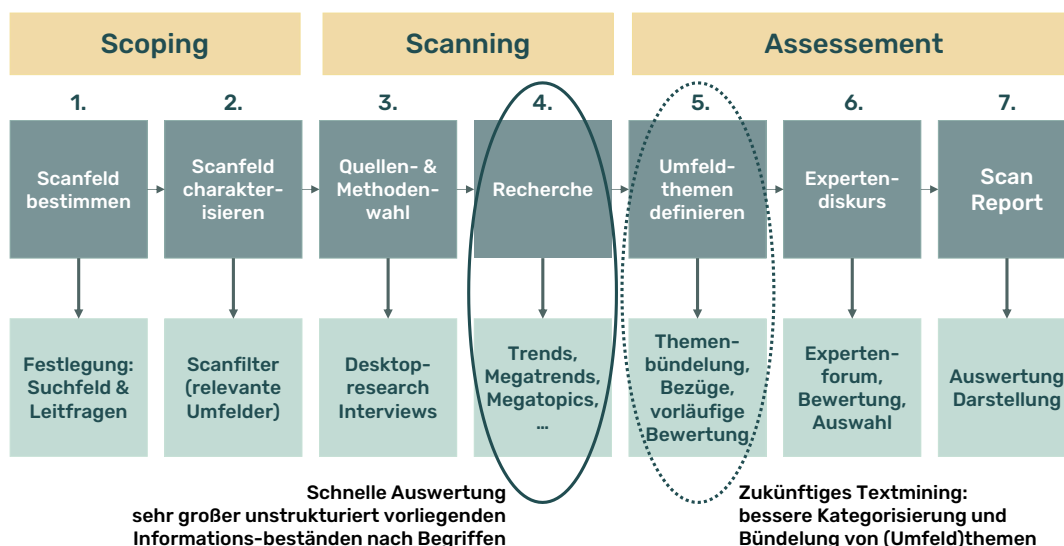 Scoping
Scanning
Assessement
1.
2.
3.
4.
5.
6.
7.
Scanfeld
bestimmen
Scanfeld
charakter-
isieren
Quellen- &
Methoden-
wahl
Recherche
Umfeld-
themen
definieren
Experten-
diskurs
Scan
Report
Festlegung:
Suchfeld &
Leitfragen
Scanfilter
(relevante
Umfelder)
Desktop-
research
Interviews
Trends,
Megatrends,
Megatopics,
...
Themen-
bündelung,
Bezüge,
vorläufige
Bewertung
Experten-
forum,
Bewertung,
Auswahl
Auswertung
Darstellung
Schnelle Auswertung
sehr großer unstrukturiert vorliegenden
Informations-beständen nach Begriffen
Zukünftiges Textmining:
bessere Kategorisierung und
Bündelung von (Umfeld)themen